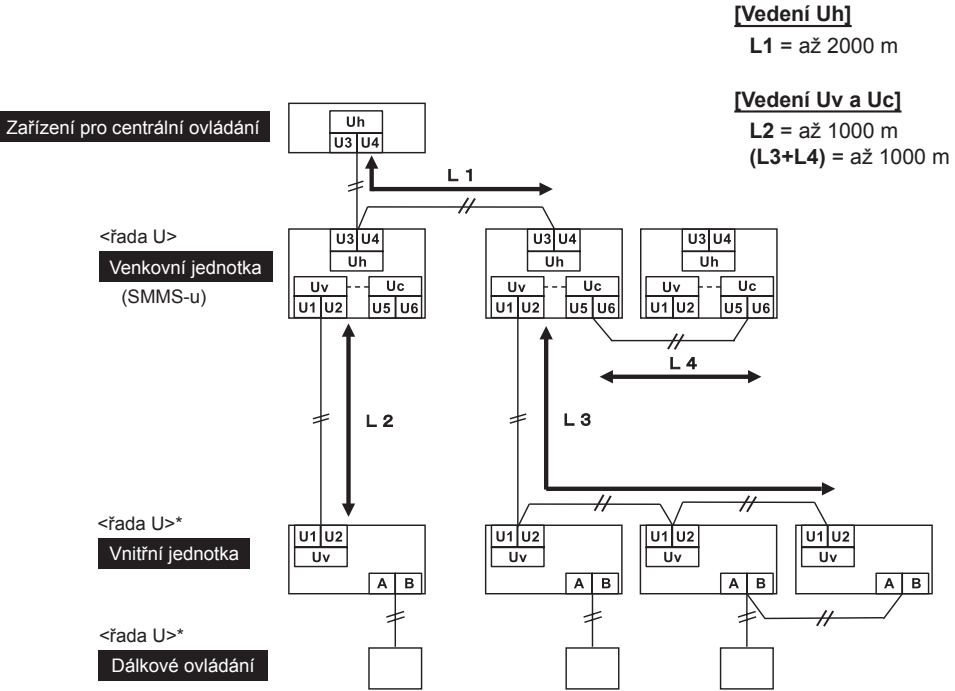 [Vedení Uh]
L1 = až 2000 m
[Vedení Uv a Uc]
L2 = až 1000 m
(L3+L4) = až 1000 m
Zařízení pro centrální ovládání
Uh
U3 U4
L 1
<řada U>
Venkovní jednotka
(SMMS-u)
U3 U4
Uh
Uv Uc
U1 U2 U5 U6
U3 U4
Uh
Uv Uc
U1 U2 U5 U6
U3 U4
Uh
Uv Uc
U1 U2 U5 U6
L 4
L 2
L 3
<řada U>*
Vnitřní jednotka
U1 U2
Uv
A B
U1 U2
Uv
A B
U1 U2
Uv
A B
U1 U2
Uv
A B
<řada U>*
Dálkové ovládání